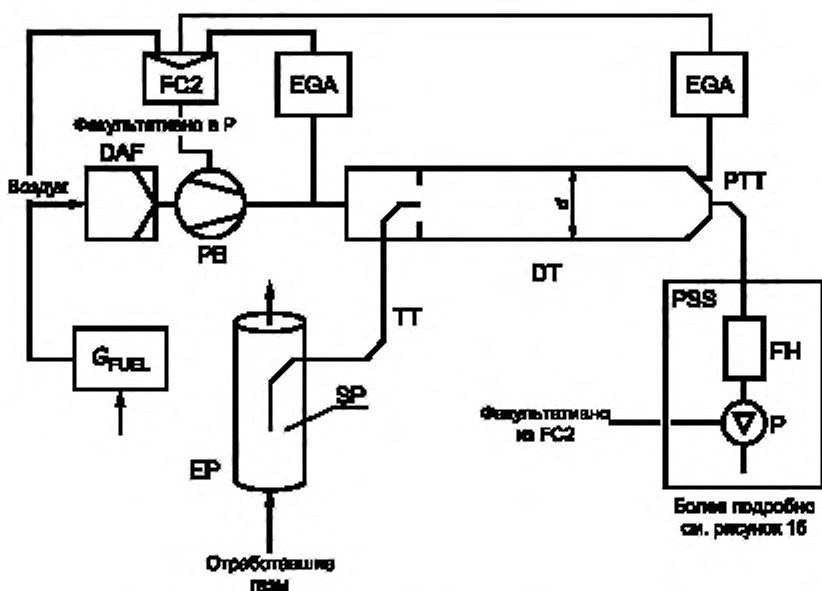 FC2
EGA
EGA
Факультативно в P
DAF
Воздух
PB
d
PTT
DT
PSS
TT
G_FUEL
FH
SP
Факультативно
из FC2
P
EP
Более подробно
см. рисунок 16
Отработавшие
газы